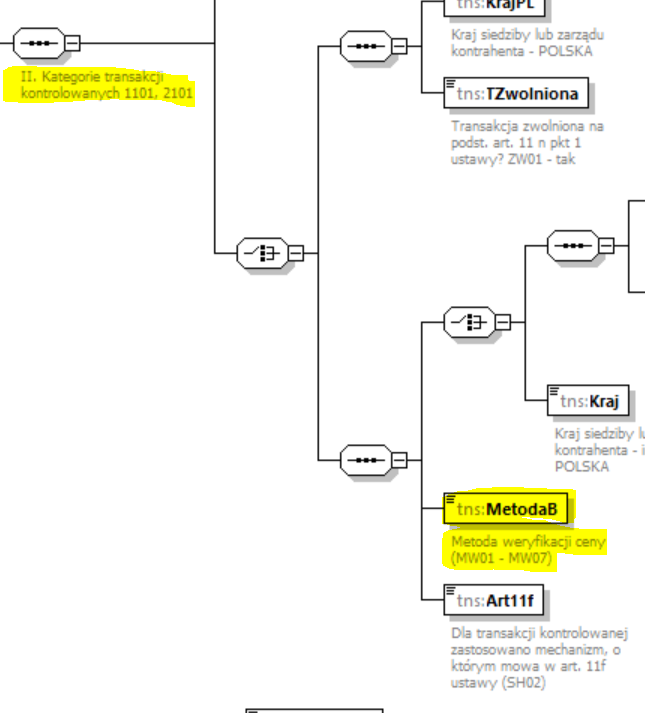 tns:KrajPL
Kraj siedziby lub zarządu
kontrahenta - POLSKA
II. Kategorie transakcji
kontrolowanych 1101, 2101
tns:TZwolniona
Transakcja zwolniona na
podst. art. 11 n pkt 1
ustawy? ZW01 - tak
tns:Kraj
Kraj siedziby
kontrahenta -
POLSKA
tns:MetodaB
Metoda weryfikacji ceny
(MW01 - MW07)
tns:Art11f
Dla transakcji kontrolowanej
zastosowano mechanizm, o
którym mowa w art. 11f
ustawy (SH02)